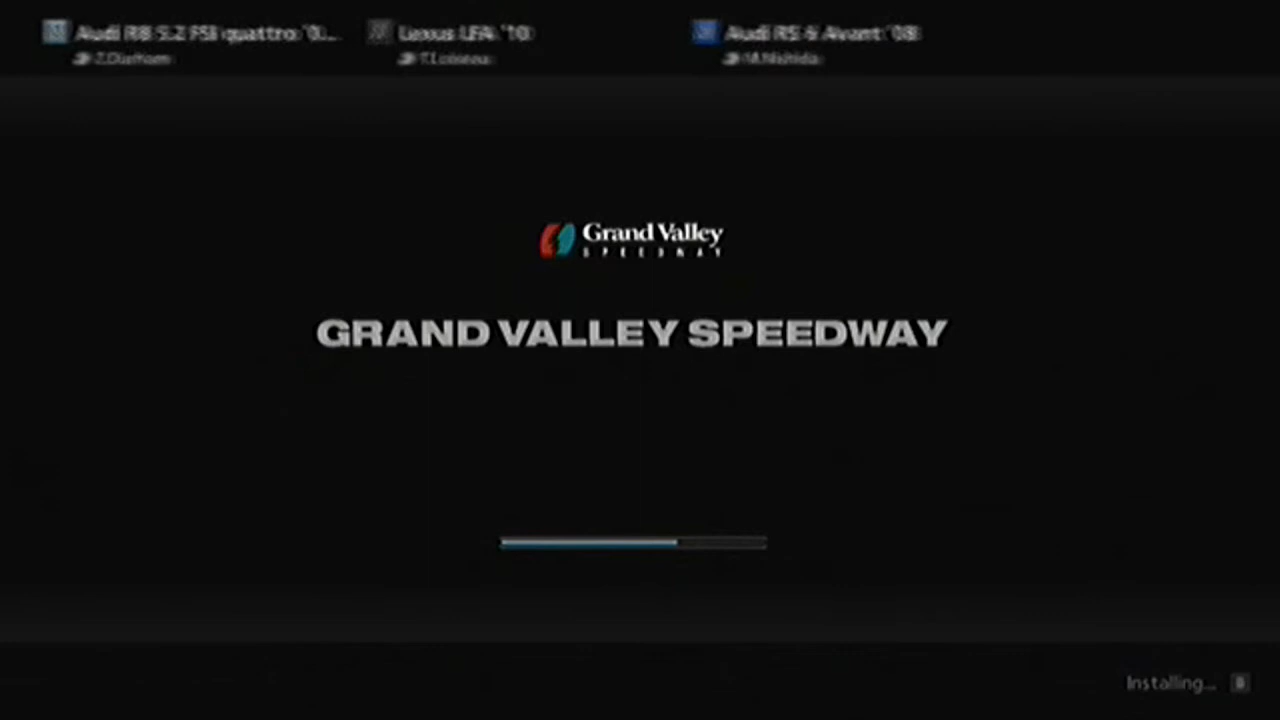 Audi R8 5.2 FSI quattro '0... Lexus LFA '10 Audi RS 6 Avant '08
M.Nishida
Grand Valley
SPEEDWAY
GRAND VALLEY SPEEDWAY
Installing...